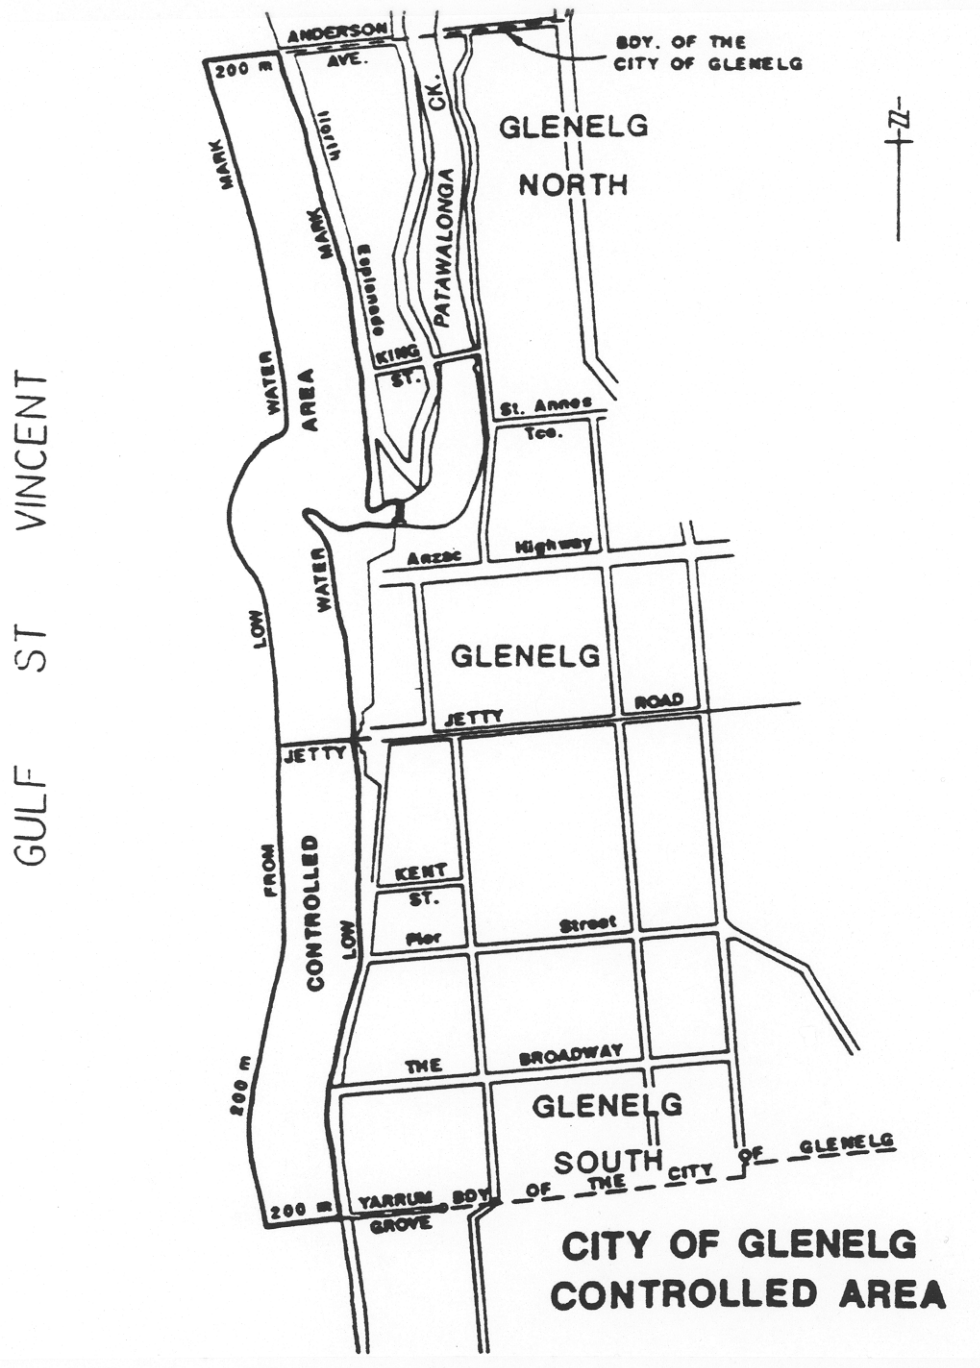 ANDERSON
AVE.
BDY. OF THE
CITY OF GLENELG
200 m
CK.
PATAWALONGA
GLENELG
NORTH
N
North
Esplanade
MARK
MARK
WATER
AREA
KING
ST.
St. Annes
Tce.
Anzac Highway
WATER
LOW
GULF ST VINCENT
GLENELG
JETTY ROAD
JETTY
FROM
CONTROLLED
LOW
KENT
ST.
Pier Street
THE BROADWAY
200 m
GLENELG
SOUTH
200 m
YARRUM
GROVE
BDY OF THE CITY OF GLENELG
CITY OF GLENELG
CONTROLLED AREA